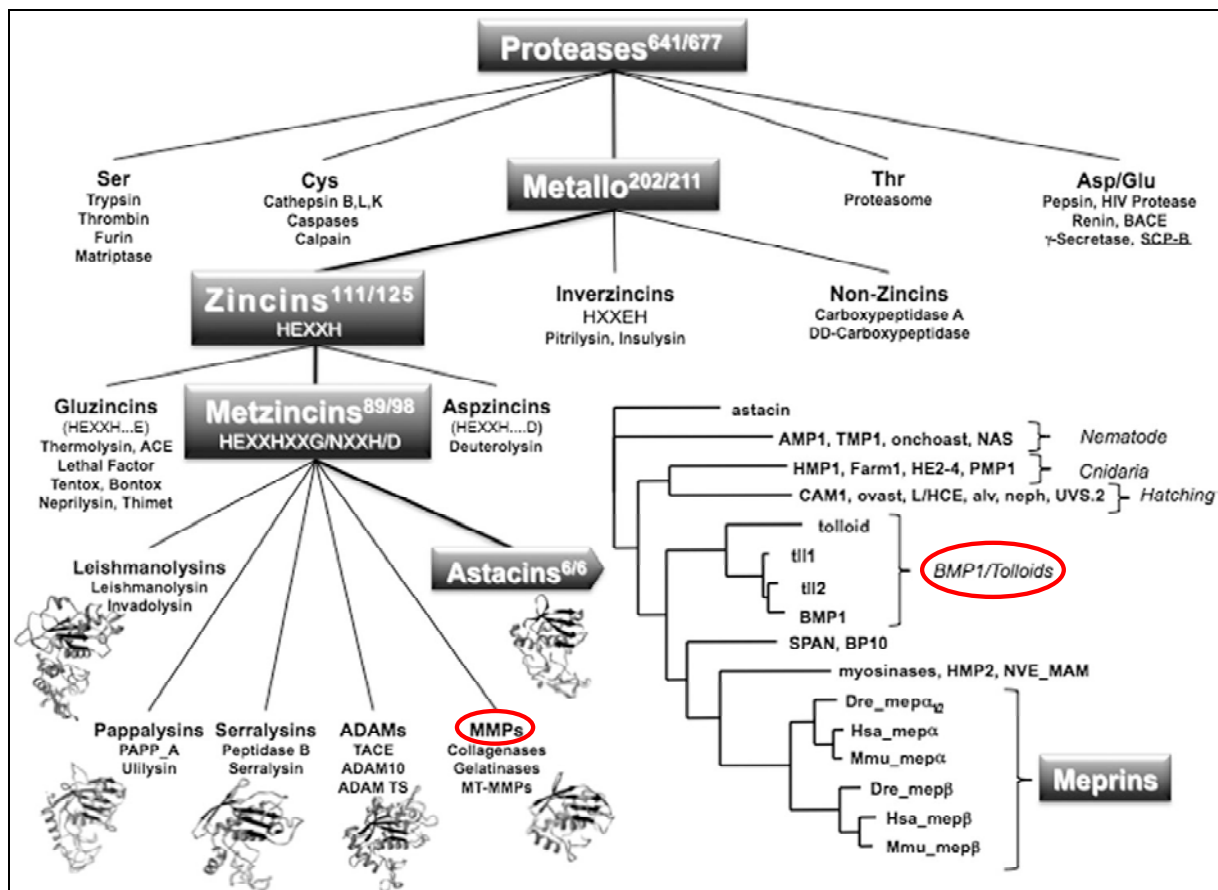 Proteases641/677
Ser
Trypsin
Thrombin
Furin
Matriptase
Cys
Cathepsin B,L,K
Caspases
Calpain
Metallo202/211
Thr
Proteasome
Asp/Glu
Pepsin, HIV Protease
Renin, BACE
γ-Secretase, SCP-B
Zincins111/125
HEXXH
Inverzincins
HXXEH
Pitrilysin, Insulysin
Non-Zincins
Carboxypeptidase A
DD-Carboxypeptidase
Gluzincins
(HEXXH...E)
Thermolysin, ACE
Lethal Factor
Tentox, Bontox
Neprilysin, Thimet
Metzincins89/98
HEXXHXXG/NXXH/D
Aspzincins
(HEXXH....D)
Deuterolysin
Leishmanolysins
Leishmanolysin
Invadolysin
Astacins6/6
Pappalysins
PAPP_A
Ulilysin
Serralysins
Peptidase B
Serralysin
ADAMs
TACE
ADAM10
ADAM TS
MMPs
Collagenases
Gelatinases
MT-MMPs
astacin
AMP1, TMP1, onchoast, NAS
Nematode
HMP1, Farm1, HE2-4, PMP1
Cnidaria
CAM1, ovast, L/HCE, alv, neph, UVS.2
Hatching
tolloid
tll1
tll2
BMP1
BMP1/Tolloids
SPAN, BP10
myosinases, HMP2, NVE_MAM
Dre_mepα1/2
Hsa_mepα
Mmu_mepα
Dre_mepβ
Hsa_mepβ
Mmu_mepβ
Meprins